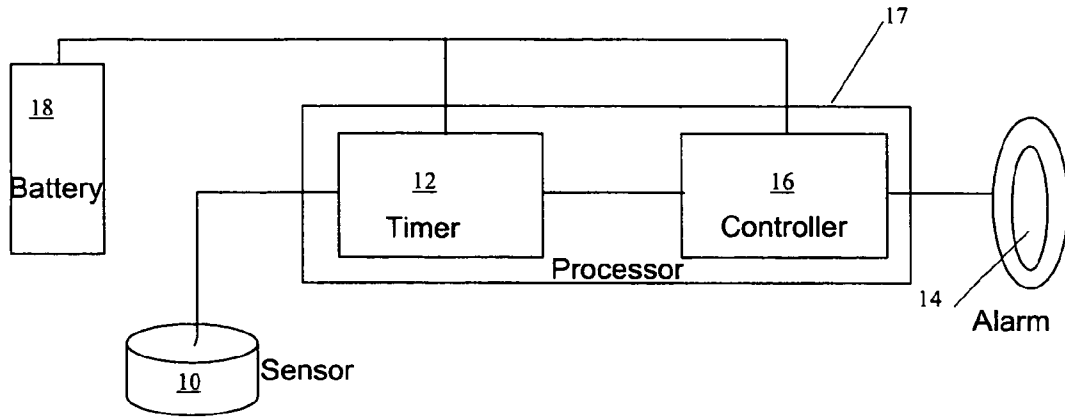 17
18
Battery
12
Timer
16
Controller
Processor
14
Alarm
10
Sensor